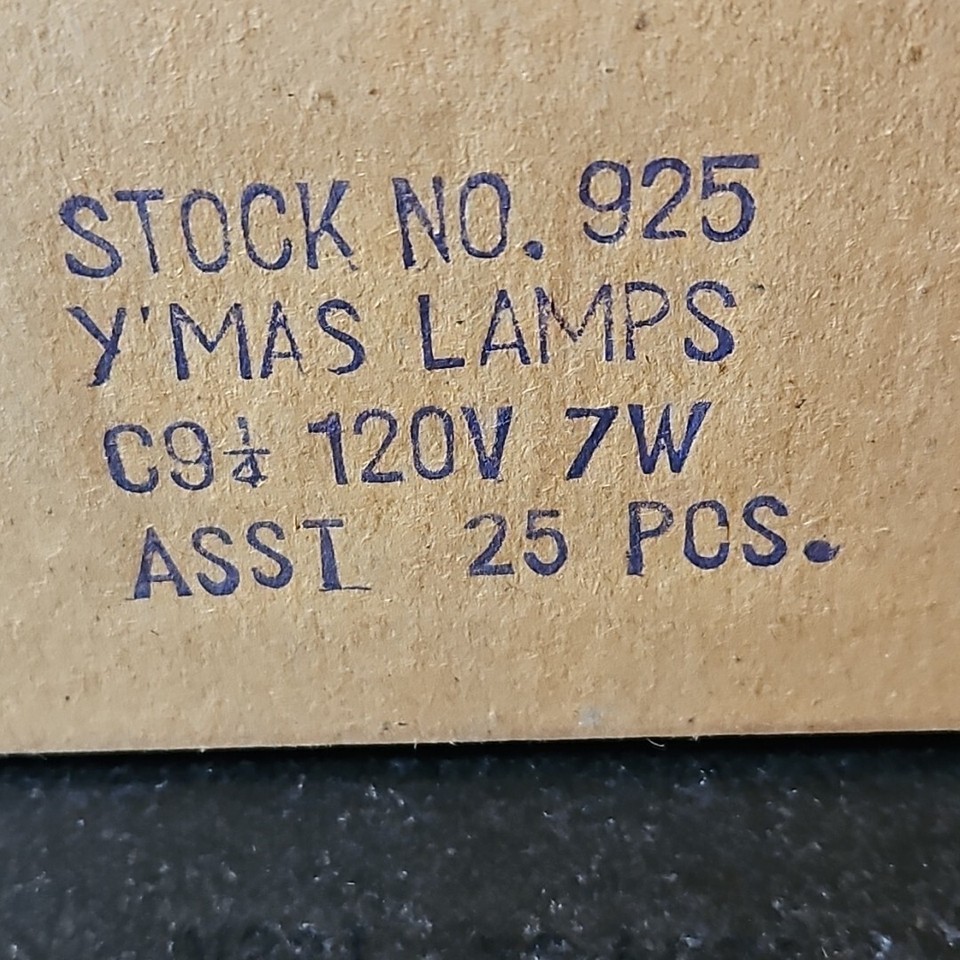 STOCK NO. 925
Y'MAS LAMPS
C9¼ 120V 7W
ASST 25 PCS.